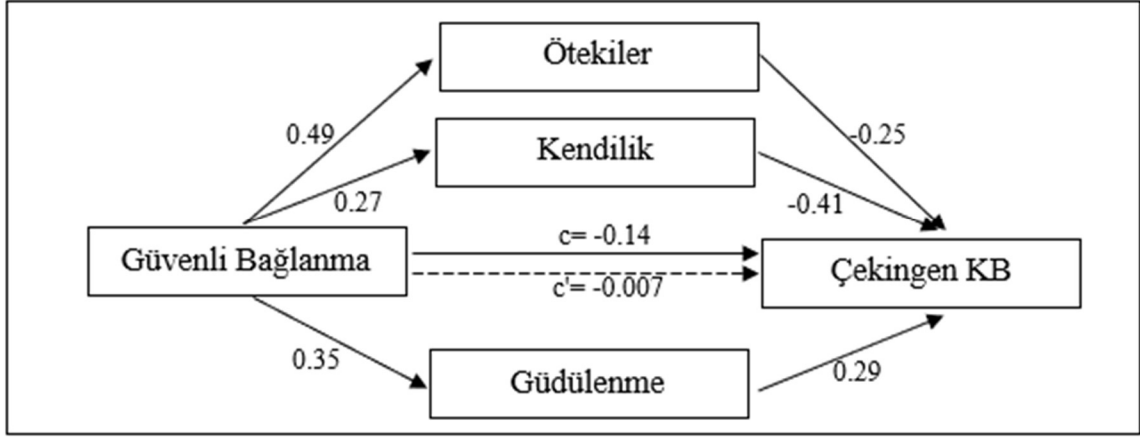 Ötekiler
0.49
-0.25
Kendilik
0.27
-0.41
Güvenli Bağlanma
c= -0.14
c'= -0.007
Çekingen KB
0.35
Güdülenme
0.29